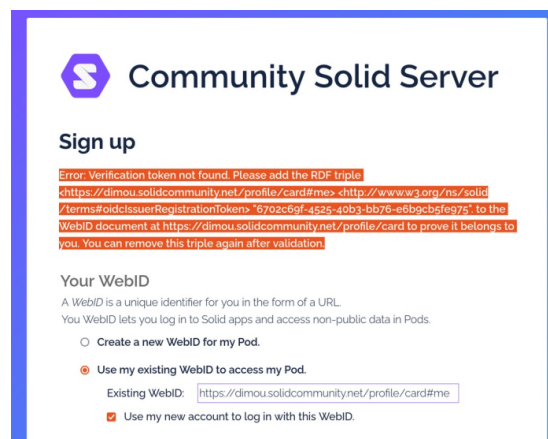 Community Solid Server
Sign up
Error: Verification token not found. Please add the RDF triple
<https://dimou.solidcommunity.net/profile/card#me> <http://www.w3.org/ns/solid
/terms#oidcIssuerRegistrationToken> "6702c69f-4525-40b3-bb76-e6b9cb5fe975". to the
WebID document at https://dimou.solidcommunity.net/profile/card to prove it belongs to
you. You can remove this triple again after validation.
Your WebID
A WebID is a unique identifier for you in the form of a URL.
You WebID lets you log in to Solid apps and access non-public data in Pods.
Create a new WebID for my Pod.
Use my existing WebID to access my Pod.
Existing WebID: https://dimou.solidcommunity.net/profile/card#me
Use my new account to log in with this WebID.